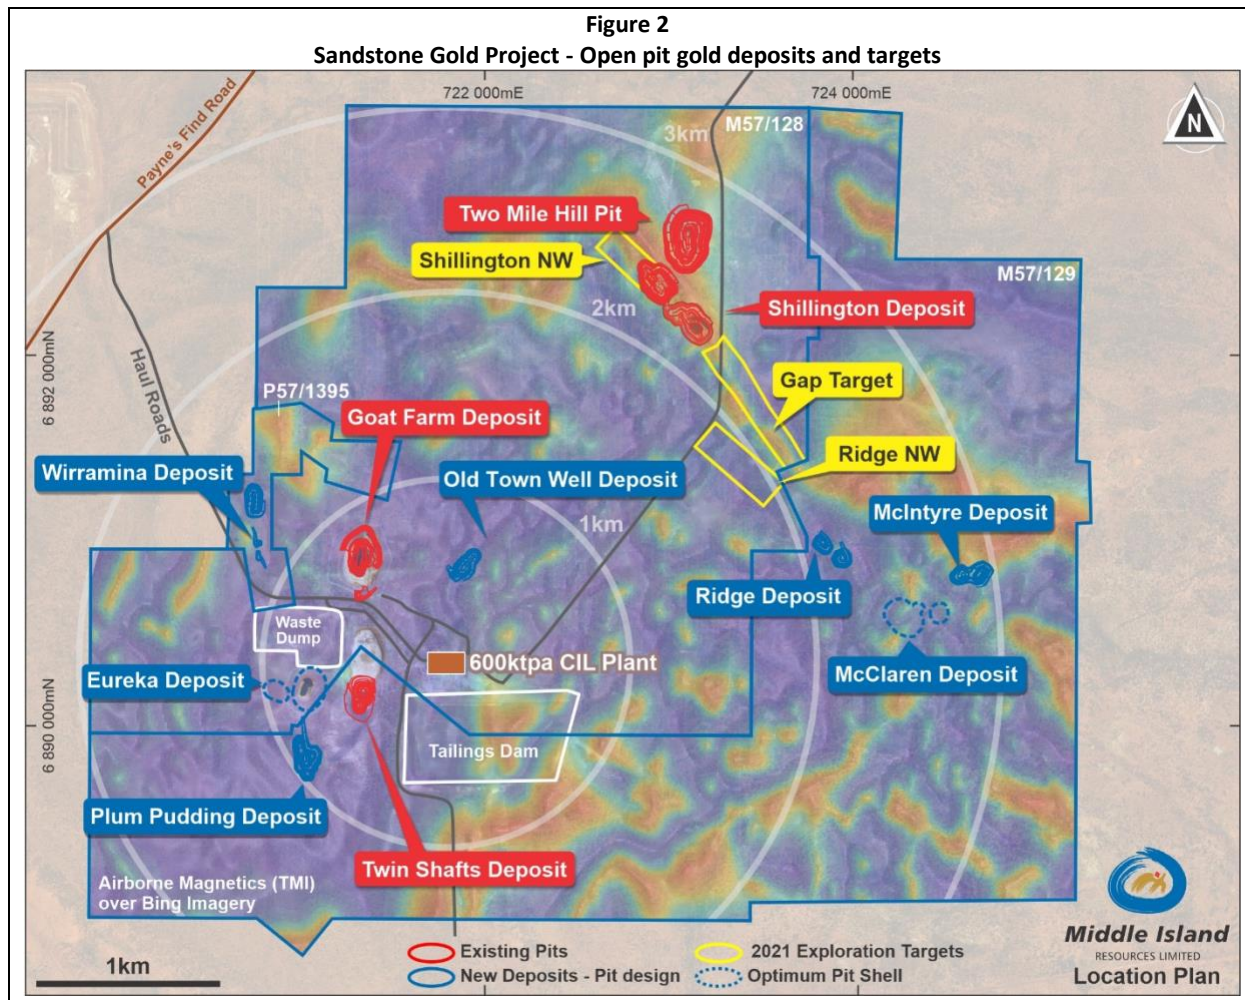 Figure 2
Sandstone Gold Project - Open pit gold deposits and targets
722 000mE
724 000mE
Payne's Find Road
N
3km
M57/128
Two Mile Hill Pit
Shillington NW
M57/129
2km
Shillington Deposit
6 892 000mN
Haul Roads
P57/1395
Gap Target
Goat Farm Deposit
Ridge NW
Wirramina Deposit
Old Town Well Deposit
McIntyre Deposit
1km
Ridge Deposit
Waste
Dump
600ktpa CIL Plant
Eureka Deposit
McClaren Deposit
6 890 000mN
Tailings Dam
Plum Pudding Deposit
Twin Shafts Deposit
Airborne Magnetics (TMI)
over Bing Imagery
Middle Island
RESOURCES LIMITED
Location Plan
Existing Pits
2021 Exploration Targets
New Deposits - Pit design
Optimum Pit Shell
1km